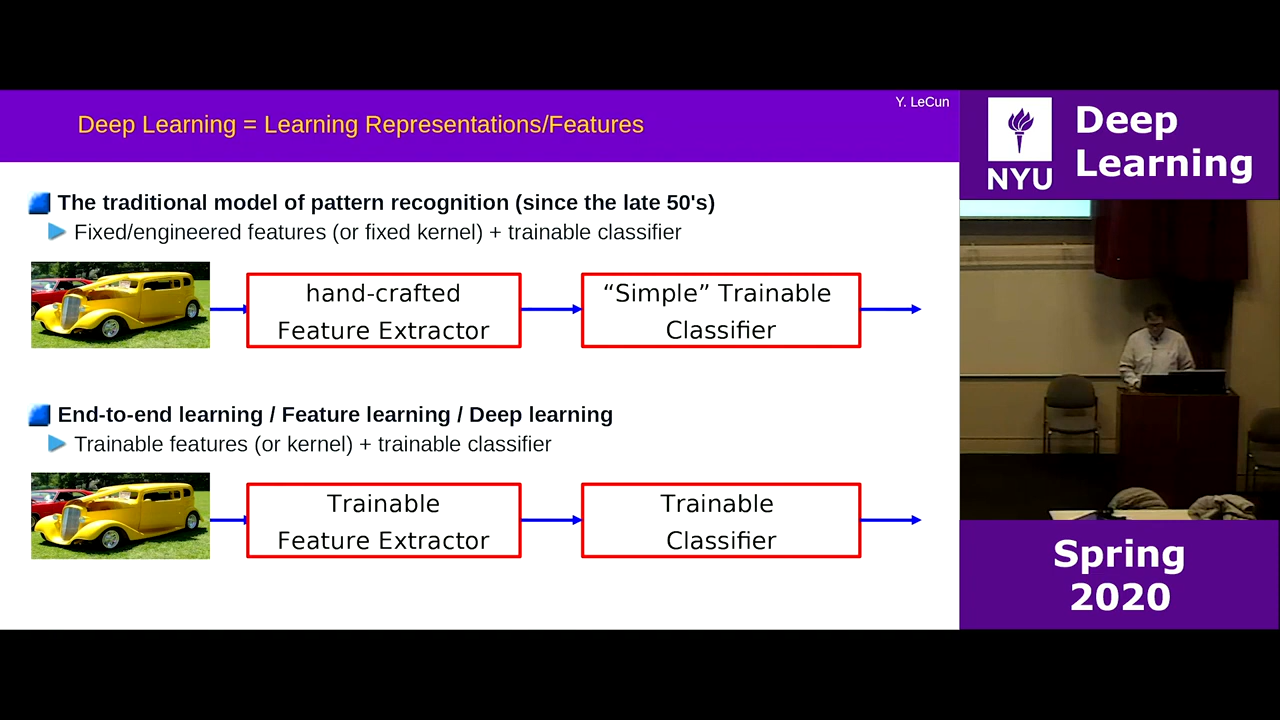 Y. LeCun
Deep Learning = Learning Representations/Features
The traditional model of pattern recognition (since the late 50's)
Fixed/engineered features (or fixed kernel) + trainable classifier
hand-crafted
Feature Extractor
“Simple” Trainable
Classifier
End-to-end learning / Feature learning / Deep learning
Trainable features (or kernel) + trainable classifier
Trainable
Feature Extractor
Trainable
Classifier
NYU
Deep
Learning
Spring
2020